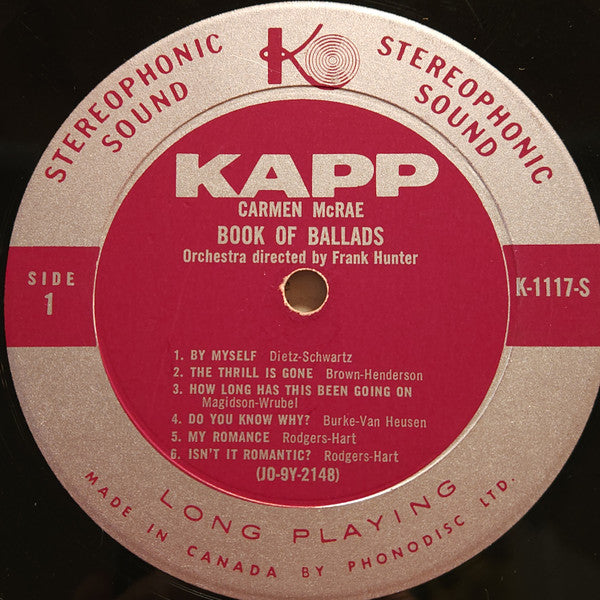 STEREOPHONIC
SOUND
K
STEREOPHONIC
SOUND
KAPP
CARMEN McRAE
BOOK OF BALLADS
Orchestra directed by Frank Hunter
SIDE
1
K-1117-S
1. BY MYSELF Dietz-Schwartz
2. THE THRILL IS GONE Brown-Henderson
3. HOW LONG HAS THIS BEEN GOING ON
Magidson-Wrubel
4. DO YOU KNOW WHY? Burke-Van Heusen
5. MY ROMANCE Rodgers-Hart
6. ISN'T IT ROMANTIC? Rodgers-Hart
(JO-9Y-2148)
LONG PLAYING
MADE IN CANADA BY PHONODISC LTD.